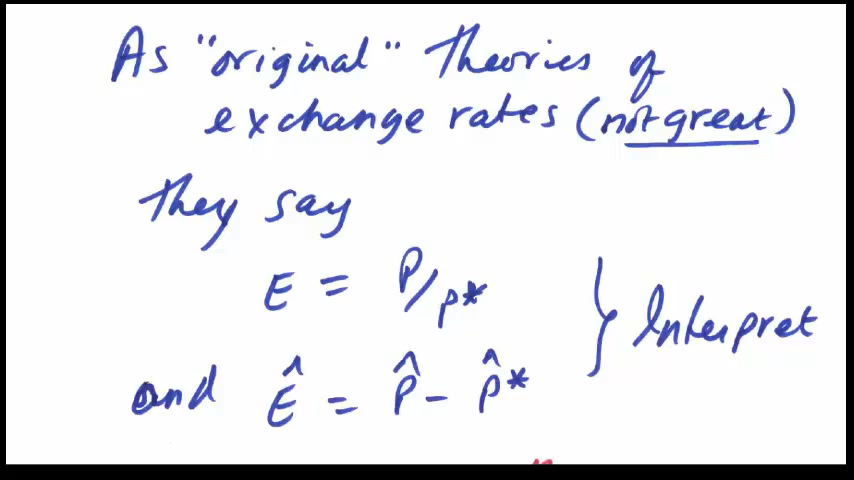 As "original" theories of
exchange rates (not great)
they say
E = P/P* } Interpret
and Ê = P̂ - P̂*